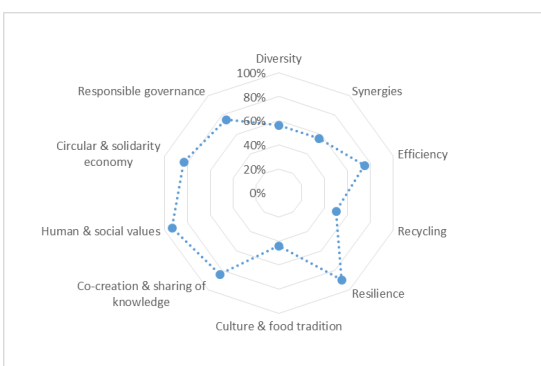 Diversity
100%
Responsible governance
Synergies
80%
60%
Circular & solidarity
economy
Efficiency
40%
20%
0%
Human & social values
Recycling
Co-creation & sharing of
knowledge
Resilience
Culture & food tradition